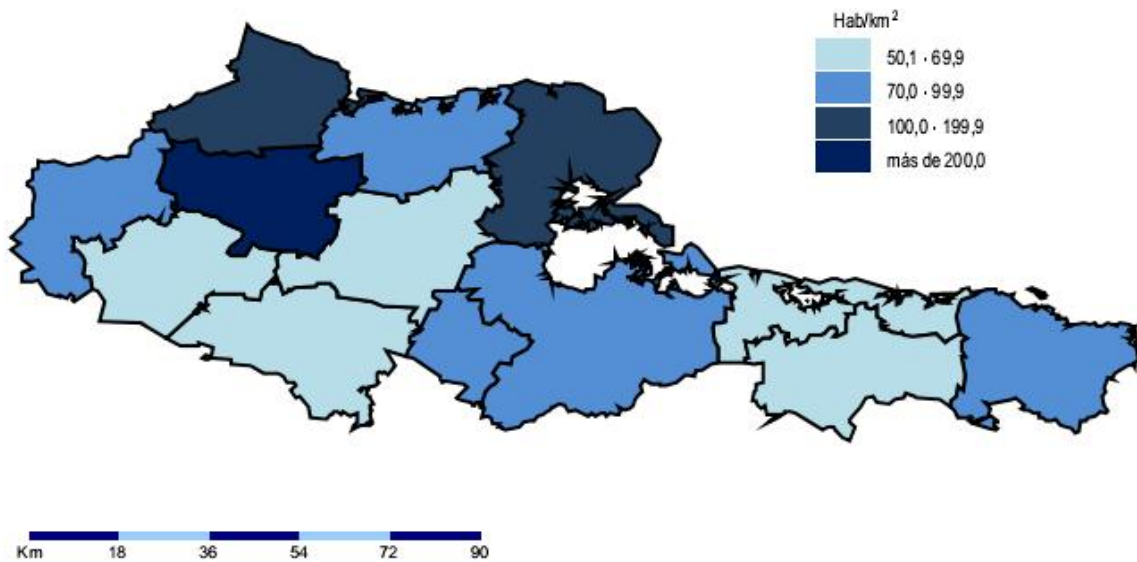 Hab/km²
50,1 - 69,9
70,0 - 99,9
100,0 - 199,9
más de 200,0
Km 18 36 54 72 90